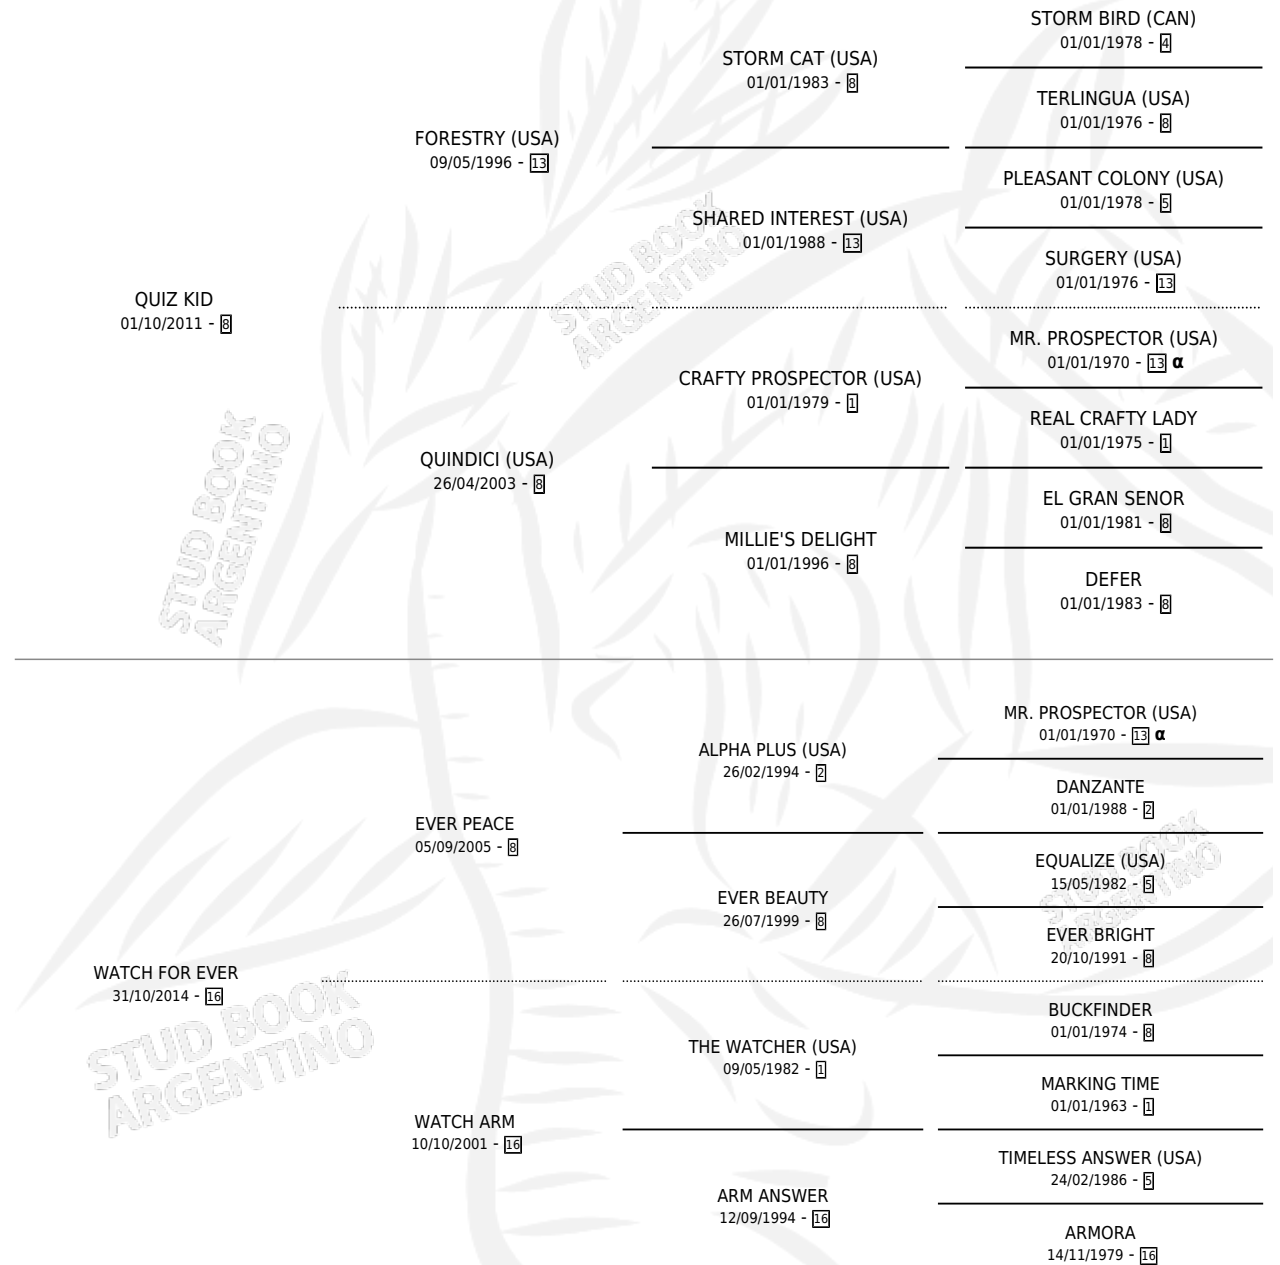 STORM BIRD (CAN)
01/01/1978 - 4
STORM CAT (USA)
01/01/1983 - 8
TERLINGUA (USA)
01/01/1976 - 8
FORESTRY (USA)
09/05/1996 - 13
PLEASANT COLONY (USA)
01/01/1978 - 5
SHARED INTEREST (USA)
01/01/1988 - 13
SURGERY (USA)
01/01/1976 - 13
QUIZ KID
01/10/2011 - 8
MR. PROSPECTOR (USA)
01/01/1970 - 13 α
CRAFTY PROSPECTOR (USA)
01/01/1979 - 1
REAL CRAFTY LADY
01/01/1975 - 1
QUINDICI (USA)
26/04/2003 - 8
EL GRAN SENOR
01/01/1981 - 8
MILLIE'S DELIGHT
01/01/1996 - 8
DEFER
01/01/1983 - 8
MR. PROSPECTOR (USA)
01/01/1970 - 13 α
ALPHA PLUS (USA)
26/02/1994 - 2
DANZANTE
01/01/1988 - 2
EVER PEACE
05/09/2005 - 8
EQUALIZE (USA)
15/05/1982 - 5
EVER BEAUTY
26/07/1999 - 8
EVER BRIGHT
20/10/1991 - 8
WATCH FOR EVER
31/10/2014 - 16
BUCKFINDER
01/01/1974 - 8
THE WATCHER (USA)
09/05/1982 - 1
MARKING TIME
01/01/1963 - 1
WATCH ARM
10/10/2001 - 16
TIMELESS ANSWER (USA)
24/02/1986 - 5
ARM ANSWER
12/09/1994 - 16
ARMORA
14/11/1979 - 16
STUD BOOK
ARGENTINO
STUD BOOK
ARGENTINO
STUD BOOK
ARGENTINO
STUD BOOK
ARGENTINO